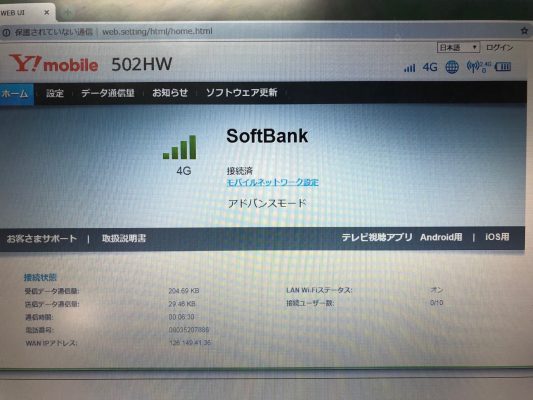 WEB UI
保護されていない通信 | web.setting/html/home.html
日本語 ログイン
Y!mobile 502HW
4G 2.4G 0
ホーム 設定 データ通信量 お知らせ ソフトウェア更新
SoftBank
4G
接続済
モバイルネットワーク設定
アドバンスモード
お客さまサポート | 取扱説明書 テレビ視聴アプリ Android用 | iOS用
接続状態
受信データ通信量: 204.69 KB LAN Wi-Fiステータス: オン
送信データ通信量: 29.46 KB 接続ユーザー数: 0/10
通信時間: 00:06:30
電話番号: 08035207886
WAN IPアドレス: 126.149.41.36